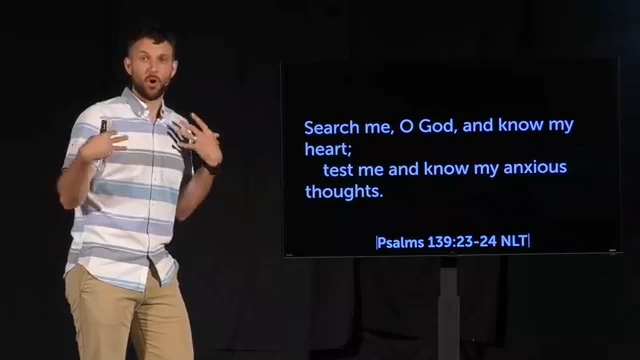 Search me, O God, and know my
heart;
test me and know my anxious
thoughts.
Psalms 139:23-24 NLT